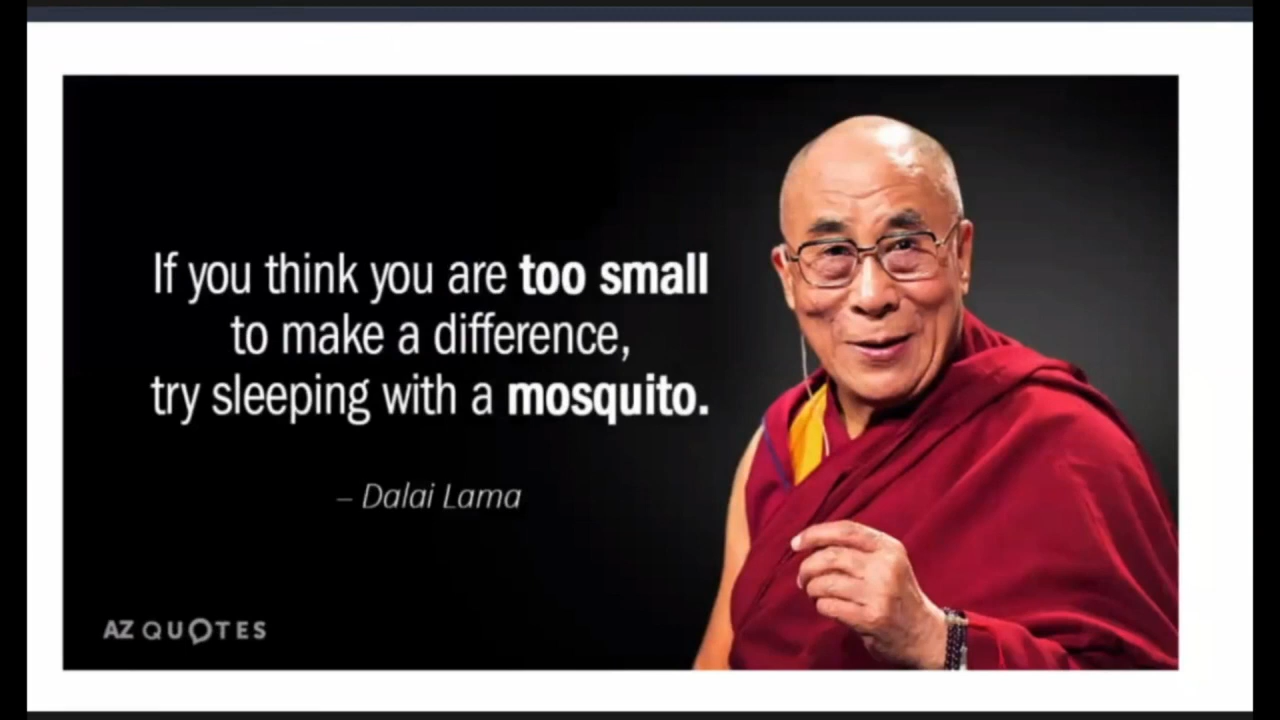 If you think you are too small
to make a difference,
try sleeping with a mosquito.
– Dalai Lama
AZ QUOTES